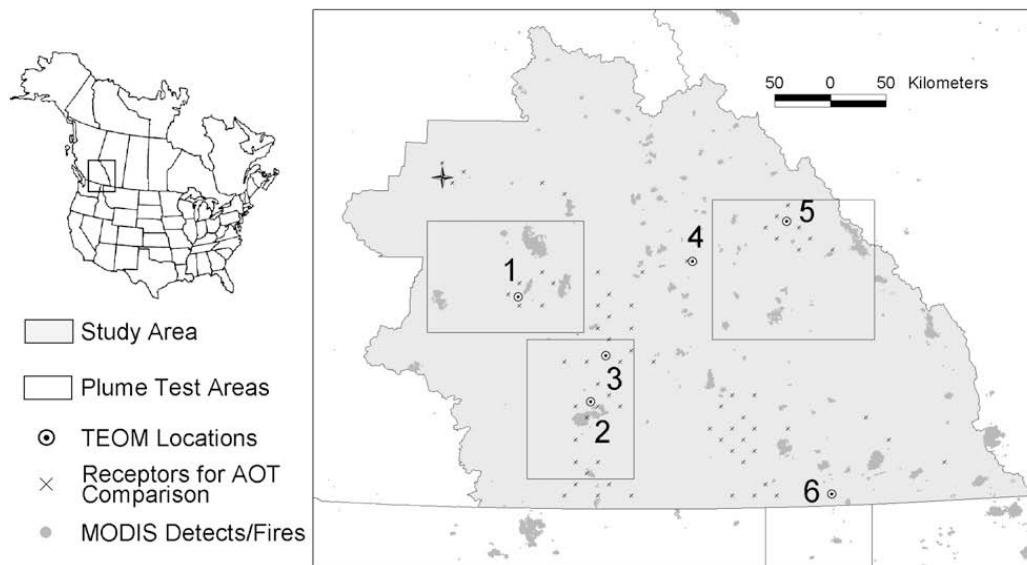 50 0 50 Kilometers
5
4
1
3
2
6
Study Area
Plume Test Areas
TEOM Locations
Receptors for AOT
Comparison
MODIS Detects/Fires